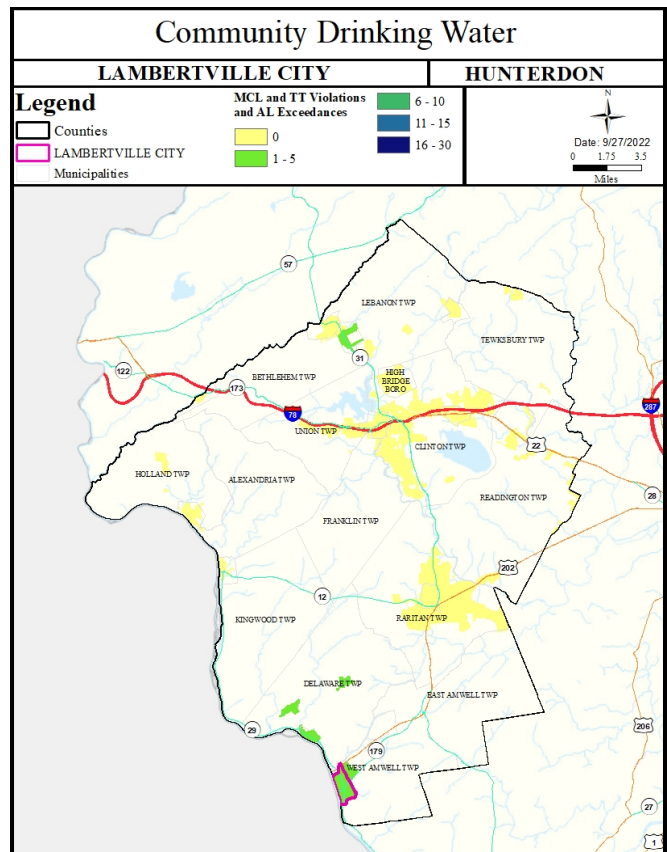 Community Drinking Water
LAMBERTVILLE CITY
HUNTERDON
Legend
Counties
LAMBERTVILLE CITY
Municipalities
MCL and TT Violations
and AL Exceedances
0
1 - 5
6 - 10
11 - 15
16 - 30
N
Date: 9/27/2022
0 1.75 3.5
Miles
57
LEBANON TWP
TEWKSBURY TWP
31
122
BETHLEHEM TWP
HIGH
BRIDGE
BORO
173
78
287
UNION TWP
CLINTON TWP
22
HOLLAND TWP
ALEXANDRIA TWP
READINGTON TWP
28
FRANKLIN TWP
202
12
KINGWOOD TWP
RARITAN TWP
DELAWARE TWP
EAST AMWELL TWP
29
206
179
WEST AMWELL TWP
27
1